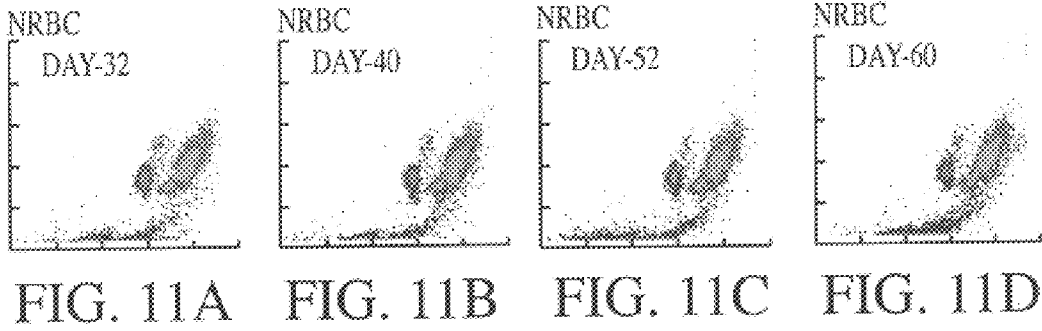 NRBC NRBC NRBC NRBC
DAY-32 DAY-40 DAY-52 DAY-60
FIG. 11A FIG. 11B FIG. 11C FIG. 11D